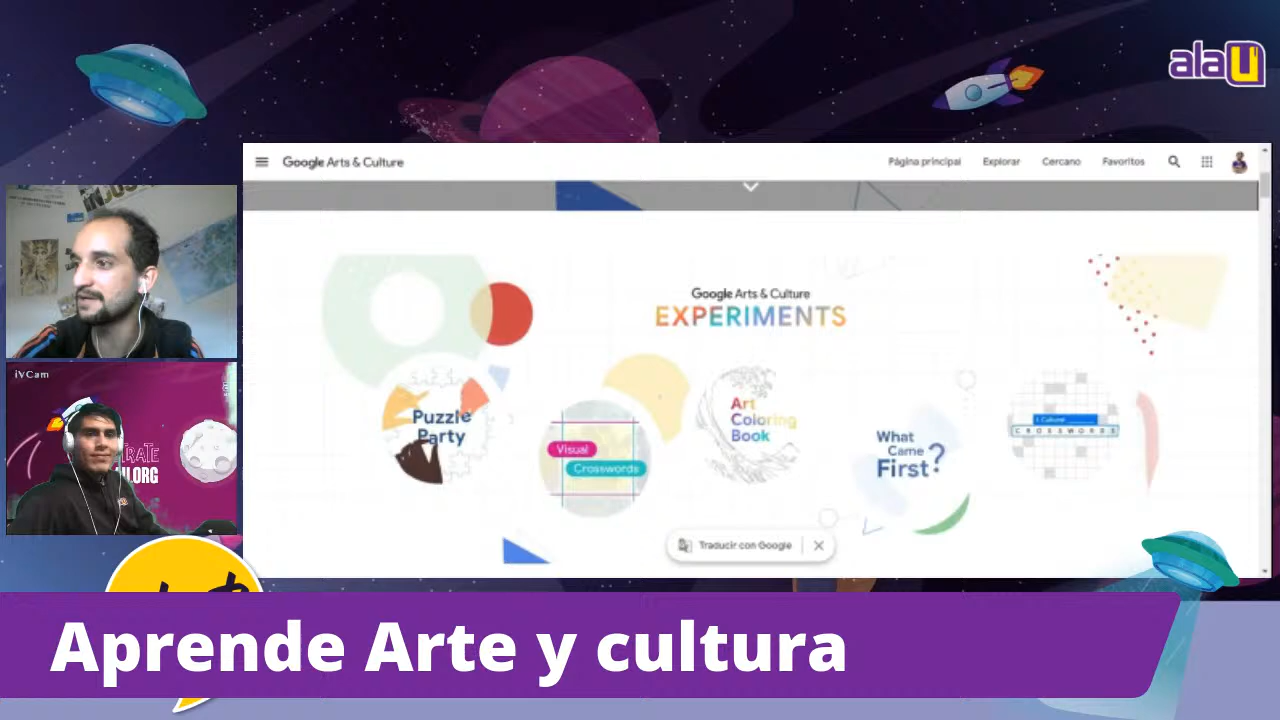 alaU
Google Arts & Culture
Página principal
Explorar
Cercano
Favoritos
Google Arts & Culture
EXPERIMENTS
Puzzle
Party
Visual
Crosswords
Art
Coloring
Book
What
Came
First?
CROSSWORDS
Traducir con Google
iVCam
Aprende Arte y cultura